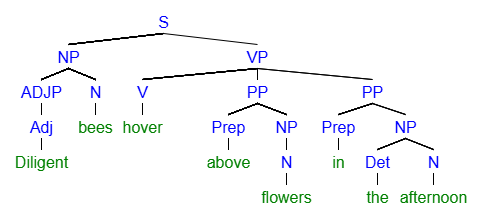 S
NP VP
ADJP N V PP PP
Adj bees hover Prep NP Prep NP
Diligent above N in Det N
flowers the afternoon